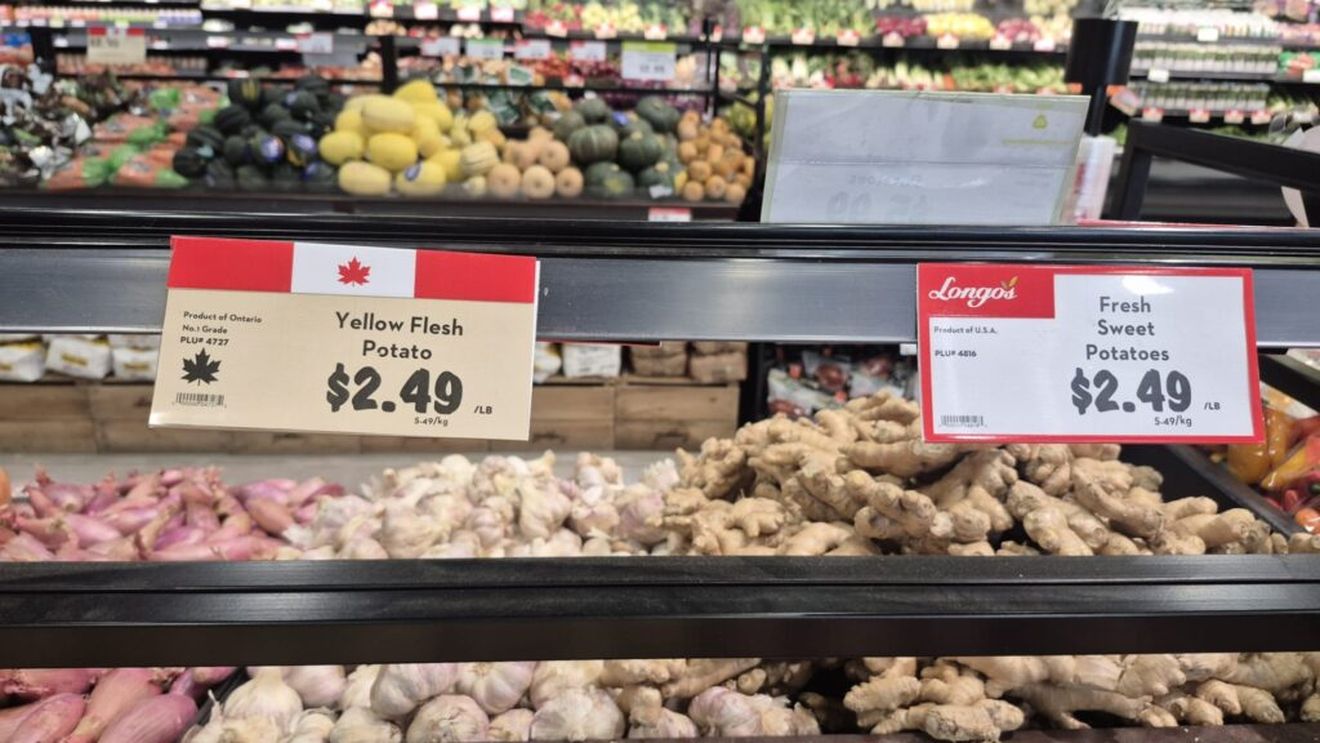 Product of Ontario
No.1 Grade
PLU# 4727
Yellow Flesh
Potato
$2.49 /LB
5.49/kg
Longo's
Product of U.S.A.
PLU# 4816
Fresh
Sweet
Potatoes
$2.49 /LB
5.49/kg